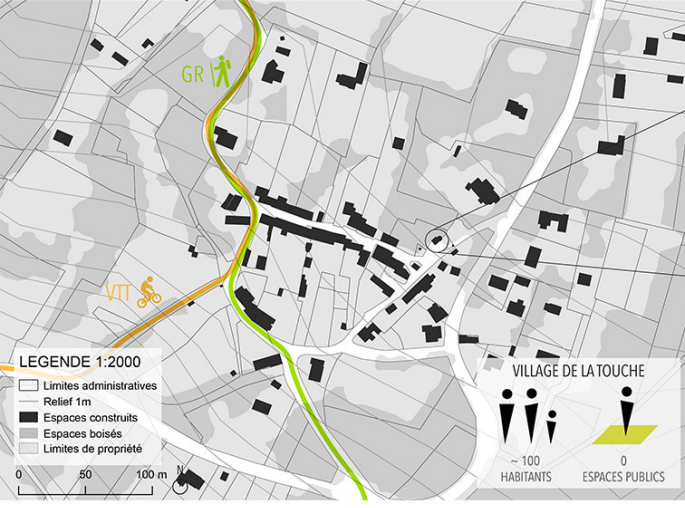 GR
VTT
LEGENDE 1:2000
Limites administratives
Relief 1m
Espaces construits
Espaces boisés
Limites de propriété
0 50 100 m
N
VILLAGE DE LA TOUCHE
~ 100
HABITANTS
0
ESPACES PUBLICS